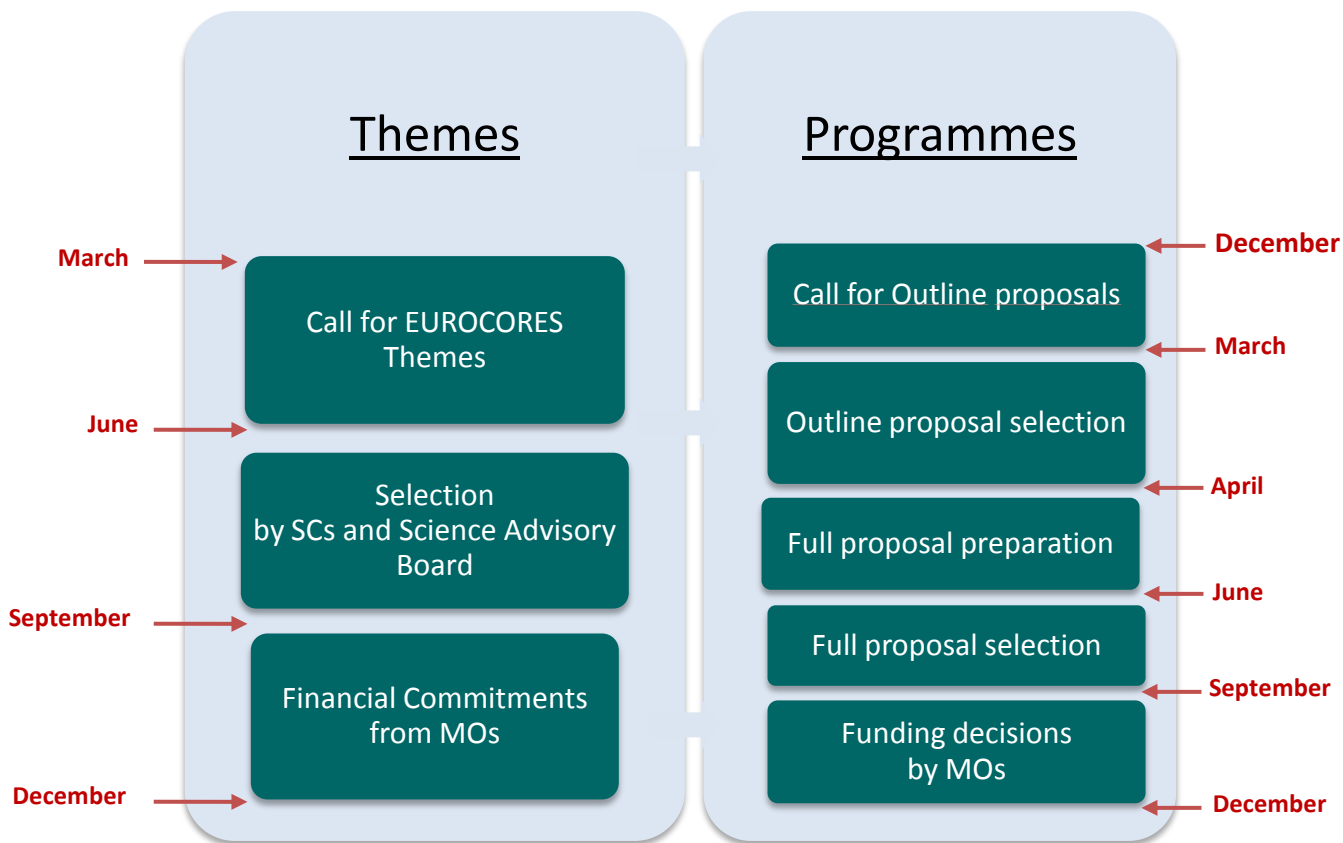 Themes
March
Call for EUROCORES
Themes
June
Selection
by SCs and Science Advisory
Board
September
Financial Commitments
from MOs
December
Programmes
December
Call for Outline proposals
March
Outline proposal selection
April
Full proposal preparation
June
Full proposal selection
September
Funding decisions
by MOs
December